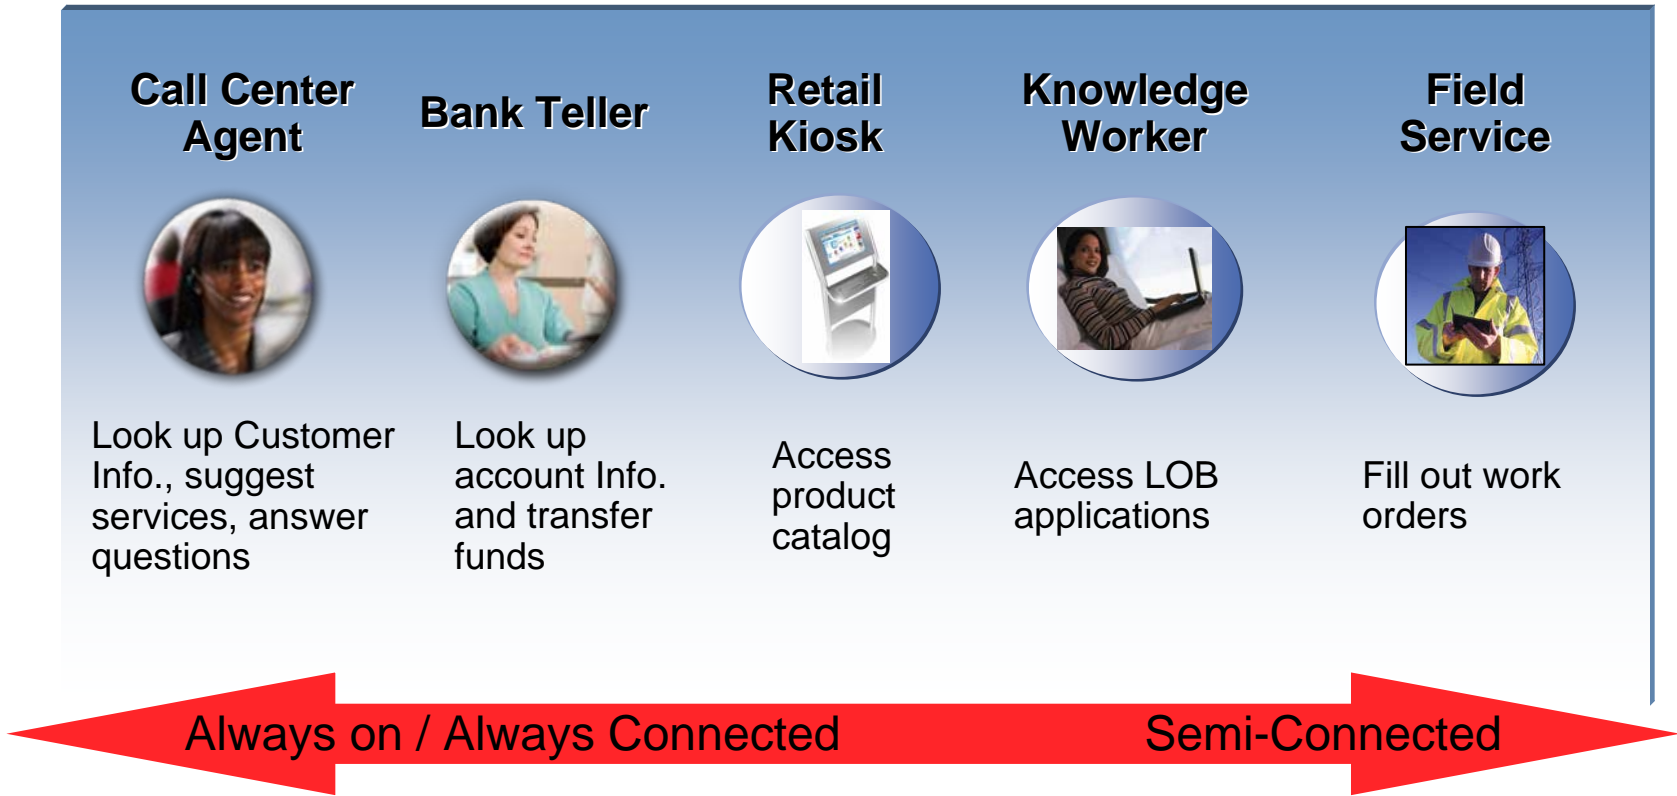 Call Center
Agent
Bank Teller
Retail
Kiosk
Knowledge
Worker
Field
Service
Look up Customer
Info., suggest
services, answer
questions
Look up
account Info.
and transfer
funds
Access
product
catalog
Access LOB
applications
Fill out work
orders
Always on / Always Connected
Semi-Connected